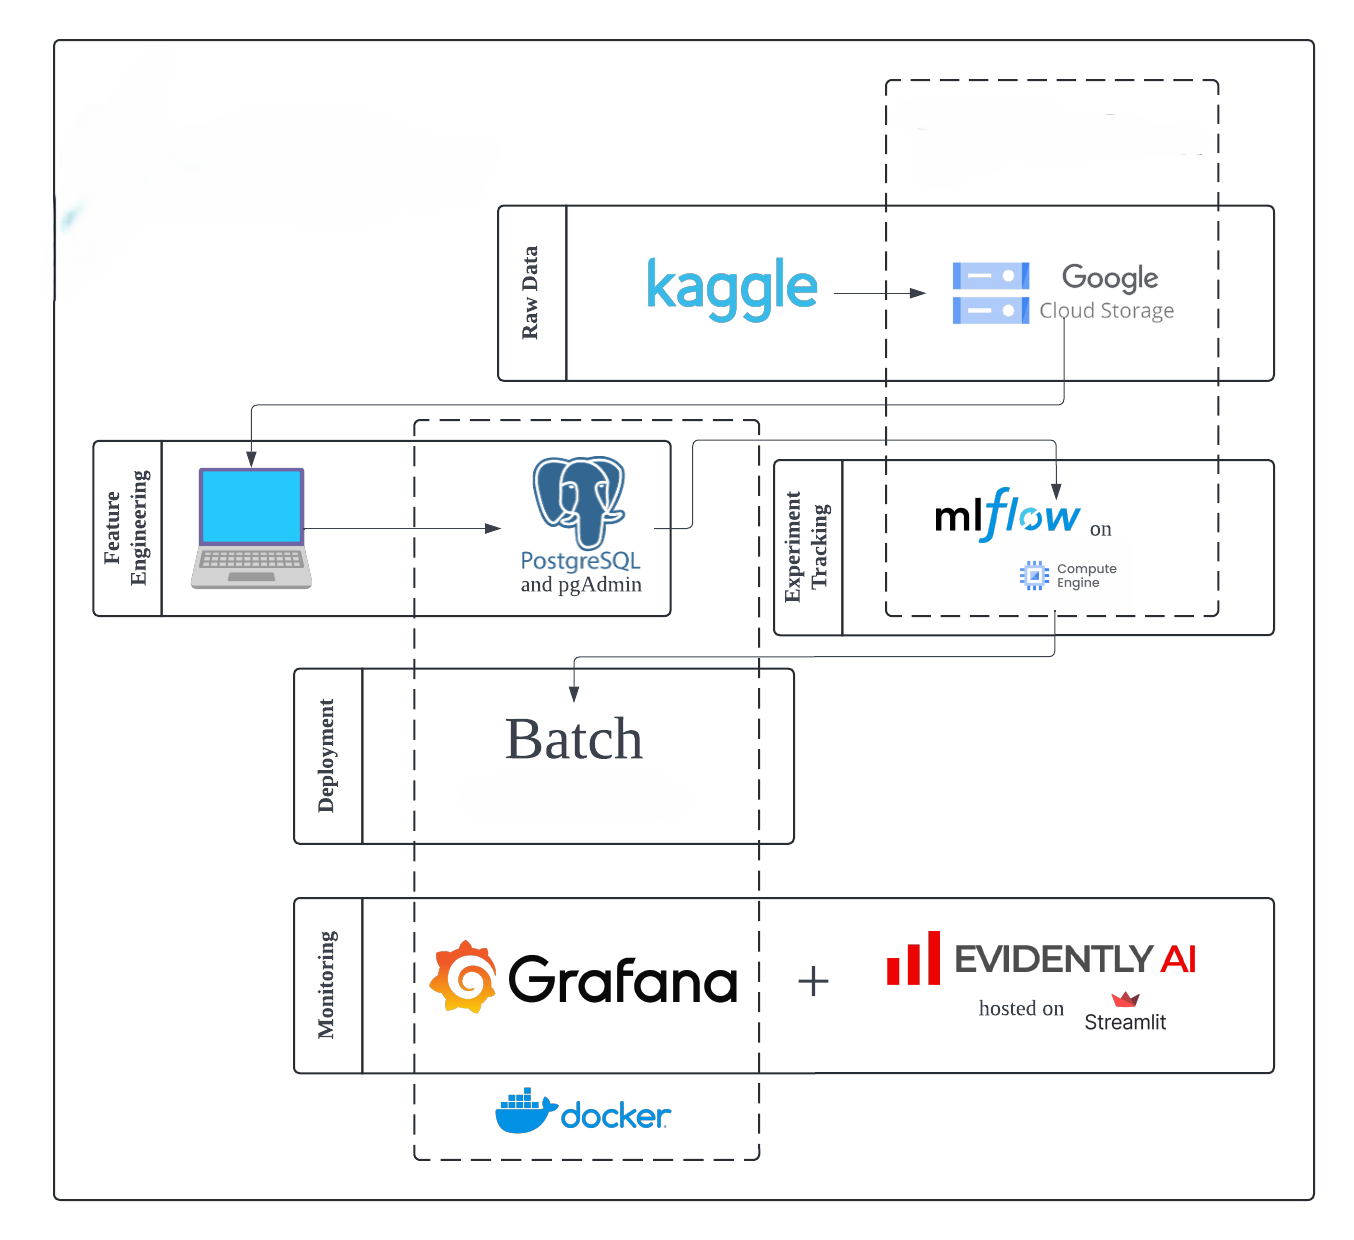 Raw Data
kaggle
Google
Cloud Storage
Feature
Engineering
PostgreSQL
and pgAdmin
Experiment
Tracking
mlflow on
Compute
Engine
Deployment
Batch
Monitoring
Grafana
+
EVIDENTLY AI
hosted on
Streamlit
docker